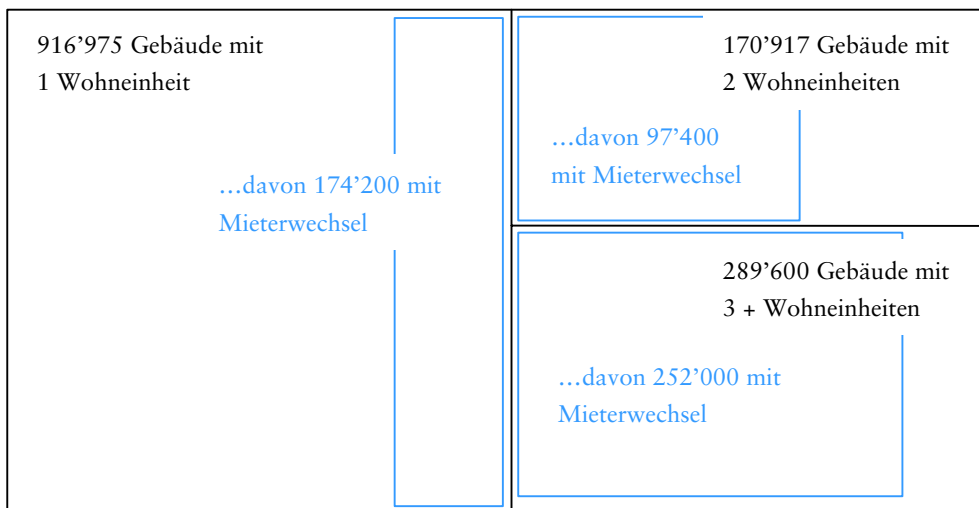 916’975 Gebäude mit
1 Wohneinheit
…davon 174’200 mit
Mieterwechsel
170’917 Gebäude mit
2 Wohneinheiten
…davon 97’400
mit Mieterwechsel
289’600 Gebäude mit
3 + Wohneinheiten
…davon 252’000 mit
Mieterwechsel